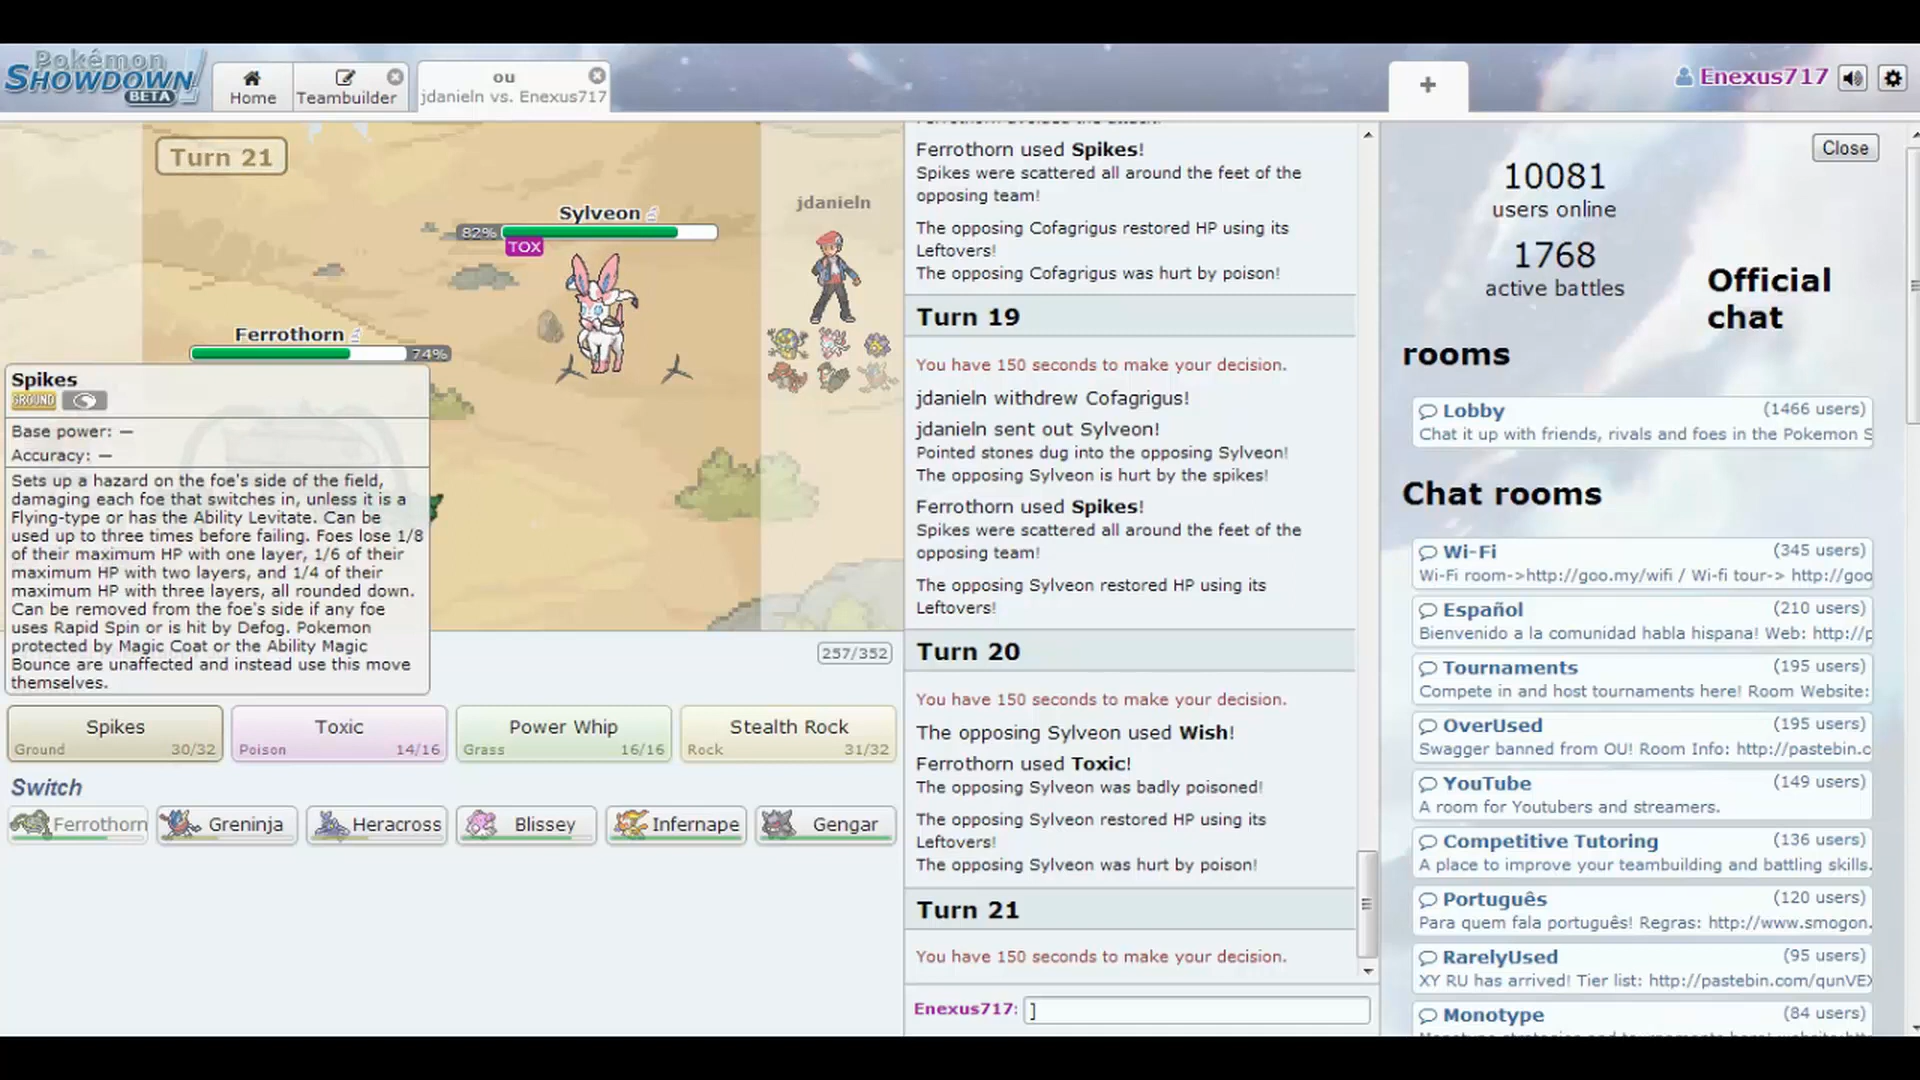 Pokémon
SHOWDOWN
BETA
Home
Teambuilder
ou
jdanieln vs. Enexus717
+
Enexus717
Turn 21
jdanieln
Sylveon
82%
TOX
Ferrothorn
74%
Spikes
GROUND
Base power: —
Accuracy: —
Sets up a hazard on the foe's side of the field,
damaging each foe that switches in, unless it is a
Flying-type or has the Ability Levitate. Can be
used up to three times before failing. Foes lose 1/8
of their maximum HP with one layer, 1/6 of their
maximum HP with two layers, and 1/4 of their
maximum HP with three layers, all rounded down.
Can be removed from the foe's side if any foe
uses Rapid Spin or is hit by Defog. Pokemon
protected by Magic Coat or the Ability Magic
Bounce are unaffected and instead use this move
themselves.
257/352
Spikes
Ground 30/32
Toxic
Poison 14/16
Power Whip
Grass 16/16
Stealth Rock
Rock 31/32
Switch
Ferrothorn
Greninja
Heracross
Blissey
Infernape
Gengar
Ferrothorn used Spikes!
Spikes were scattered all around the feet of the
opposing team!
The opposing Cofagrigus restored HP using its
Leftovers!
The opposing Cofagrigus was hurt by poison!
Turn 19
You have 150 seconds to make your decision.
jdanieln withdrew Cofagrigus!
jdanieln sent out Sylveon!
Pointed stones dug into the opposing Sylveon!
The opposing Sylveon is hurt by the spikes!
Ferrothorn used Spikes!
Spikes were scattered all around the feet of the
opposing team!
The opposing Sylveon restored HP using its
Leftovers!
Turn 20
You have 150 seconds to make your decision.
The opposing Sylveon used Wish!
Ferrothorn used Toxic!
The opposing Sylveon was badly poisoned!
The opposing Sylveon restored HP using its
Leftovers!
The opposing Sylveon was hurt by poison!
Turn 21
You have 150 seconds to make your decision.
Enexus717: ]
Close
10081
users online
1768
active battles
Official
chat
rooms
Lobby (1466 users)
Chat it up with friends, rivals and foes in the Pokemon S
Chat rooms
Wi-Fi (345 users)
Wi-Fi room->http://goo.my/wifi / Wi-fi tour-> http://goo
Español (210 users)
Bienvenido a la comunidad habla hispana! Web: http://p
Tournaments (195 users)
Compete in and host tournaments here! Room Website:
OverUsed (195 users)
Swagger banned from OU! Room Info: http://pastebin.c
YouTube (149 users)
A room for Youtubers and streamers.
Competitive Tutoring (136 users)
A place to improve your teambuilding and battling skills.
Português (120 users)
Para quem fala português! Regras: http://www.smogon.
RarelyUsed (95 users)
XY RU has arrived! Tier list: http://pastebin.com/qunVEX
Monotype (84 users)